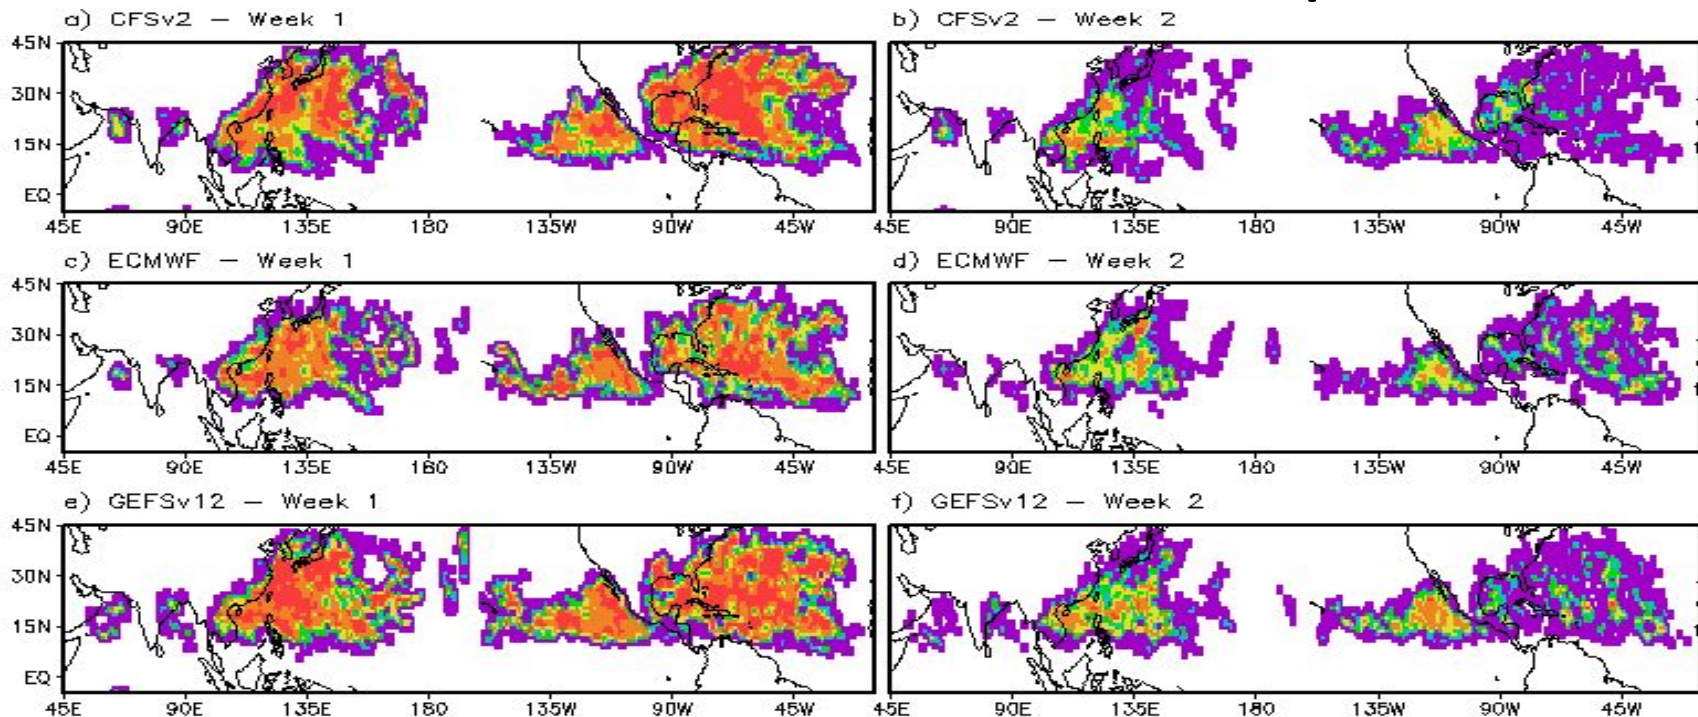 a) CFSv2 – Week 1
b) CFSv2 – Week 2
45N
30N
15N
EQ
45E 90E 135E 180 135W 90W 45W
45E 90E 135E 180 135W 90W 45W
c) ECMWF – Week 1
d) ECMWF – Week 2
45N
30N
15N
EQ
45E 90E 135E 180 135W 90W 45W
45E 90E 135E 180 135W 90W 45W
e) GEFSv12 – Week 1
f) GEFSv12 – Week 2
45N
30N
15N
EQ
45E 90E 135E 180 135W 90W 45W
45E 90E 135E 180 135W 90W 45W